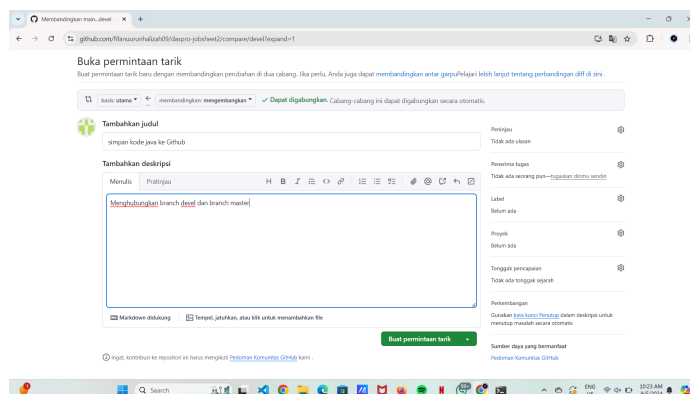 Membandingkan main...devel
github.com/fifanuurunhalizah09/daspro-jobsheet2/compare/devel?expand=1
Buka permintaan tarik
Buat permintaan tarik baru dengan membandingkan perubahan di dua cabang. Jika perlu, Anda juga dapat membandingkan antar garpuPelajari lebih lanjut tentang perbandingan diff di sini .
basis: utama membandingkan: mengembangkan Dapat digabungkan. Cabang-cabang ini dapat digabungkan secara otomatis.
Tambahkan judul
simpan kode java ke Github
Tambahkan deskripsi
Menulis Pratinjau
Menghubungkan branch devel dan branch master
Markdown didukung Tempel, jatuhkan, atau klik untuk menambahkan file
Buat permintaan tarik
Ingat, kontribusi ke repositori ini harus mengikuti Pedoman Komunitas GitHub kami .
Peninjau
Tidak ada ulasan
Penerima tugas
Tidak ada seorang pun—tugaskan dirimu sendiri
Label
Belum ada
Proyek
Belum ada
Tonggak pencapaian
Tidak ada tonggak sejarah
Perkembangan
Gunakan kata kunci Penutup dalam deskripsi untuk
menutup masalah secara otomatis
Sumber daya yang bermanfaat
Pedoman Komunitas GitHub
Search
99+
ENG
10:23 AM
9/5/2024